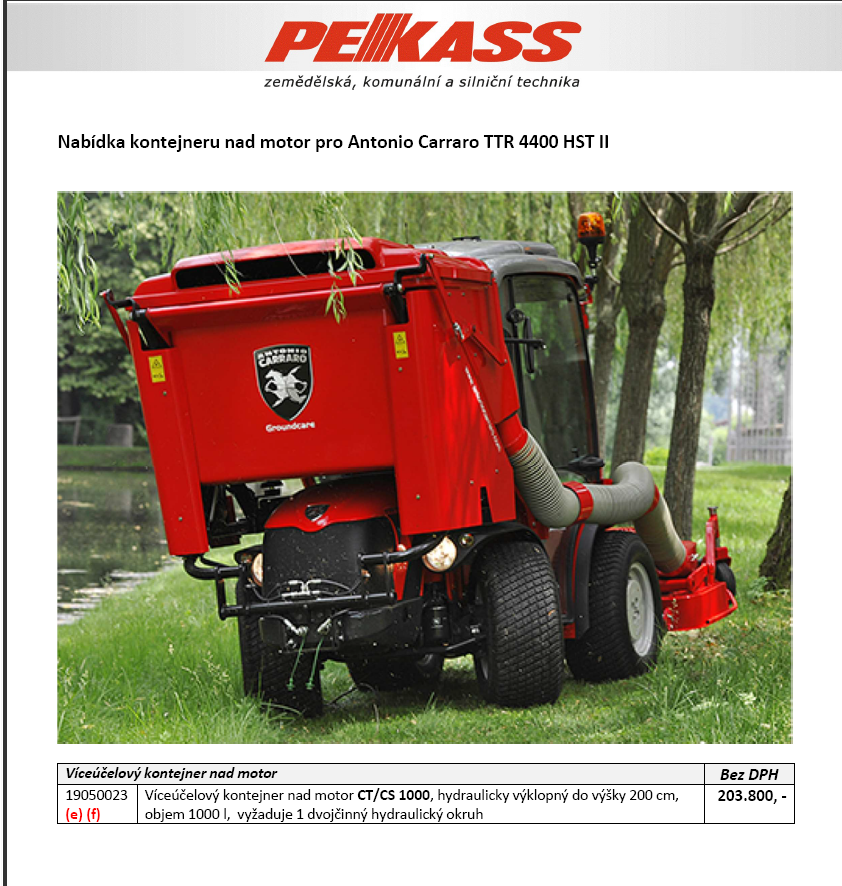 PEKASS
zemědělská, komunální a silniční technika
Nabídka kontejneru nad motor pro Antonio Carraro TTR 4400 HST II
ANTONIO
CARRARO
Groundcare
Víceúčelový kontejner nad motor Bez DPH
19050023 Víceúčelový kontejner nad motor CT/CS 1000, hydraulicky výklopný do výšky 200 cm, 203.800, -
(e) (f) objem 1000 l, vyžaduje 1 dvojčinný hydraulický okruh